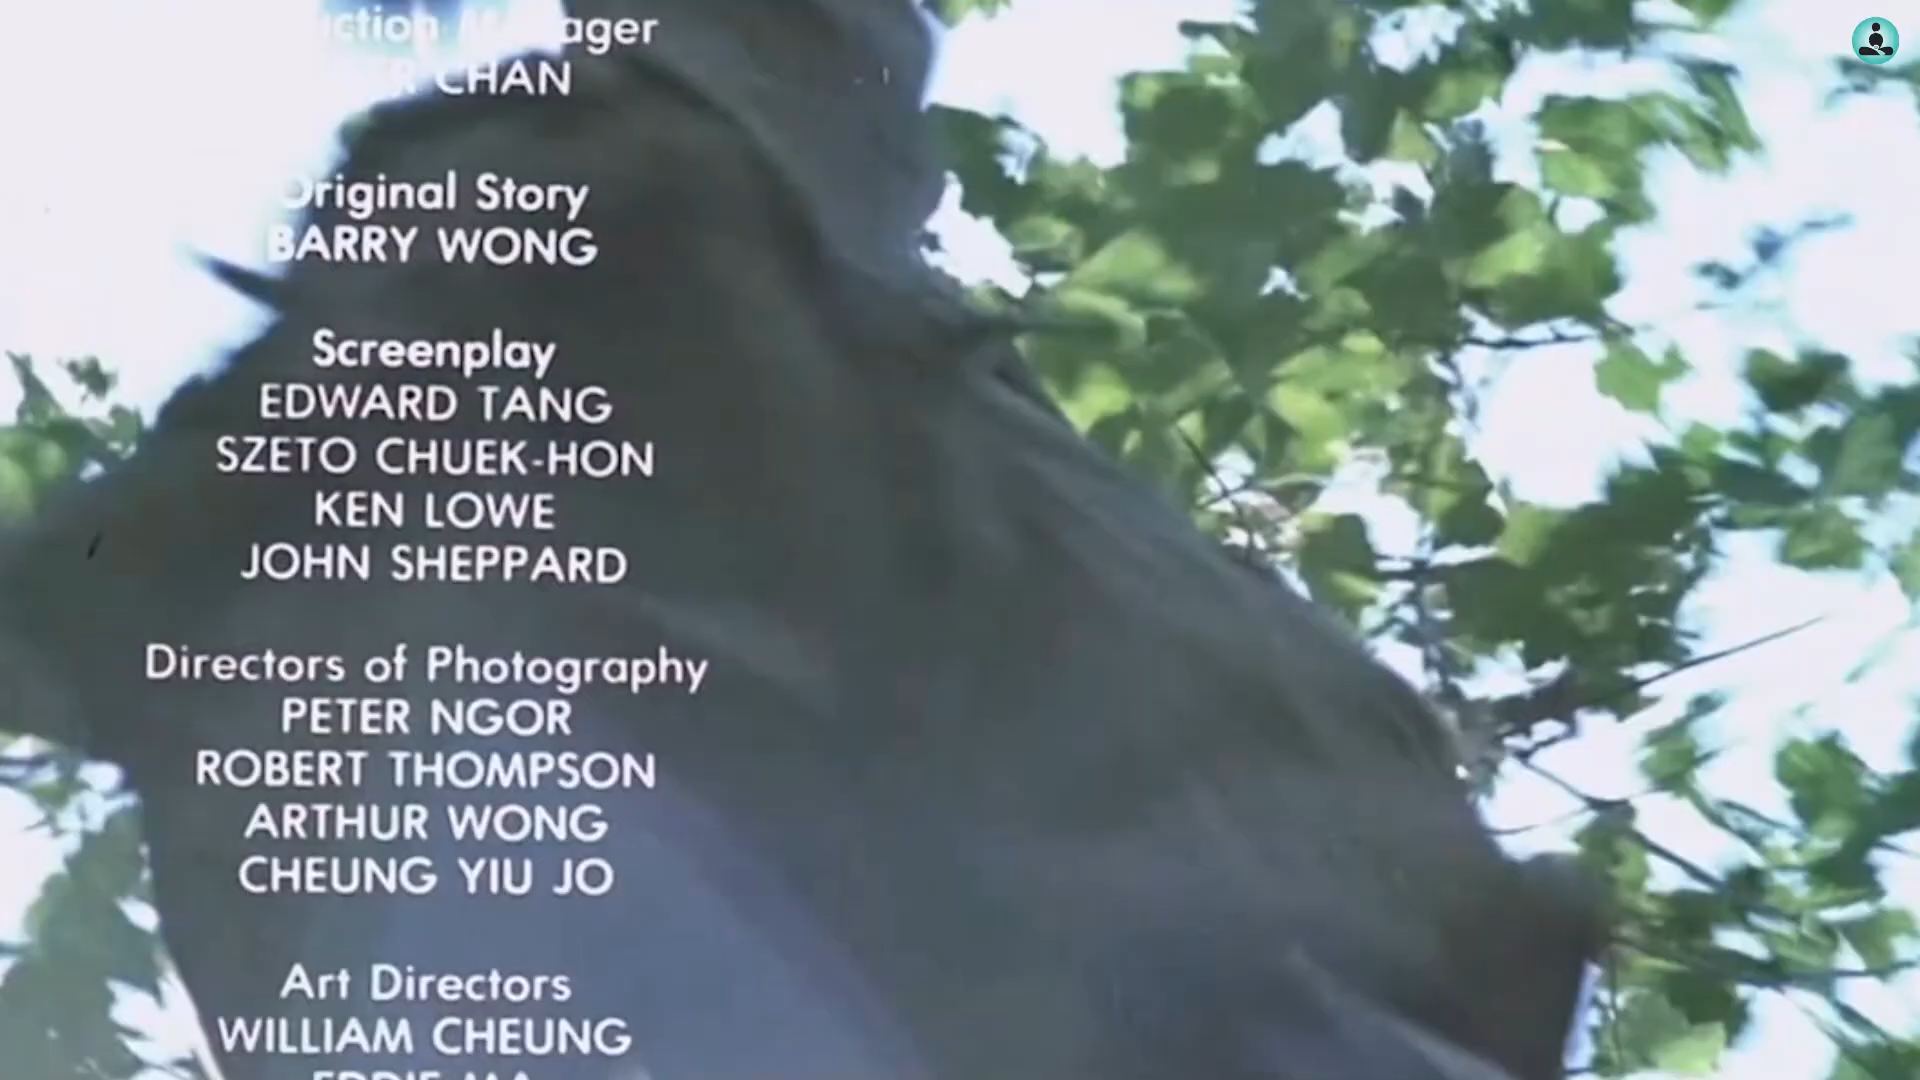 CHAN
Original Story
BARRY WONG
Screenplay
EDWARD TANG
SZETO CHUEK-HON
KEN LOWE
JOHN SHEPPARD
Directors of Photography
PETER NGOR
ROBERT THOMPSON
ARTHUR WONG
CHEUNG YIU JO
Art Directors
WILLIAM CHEUNG